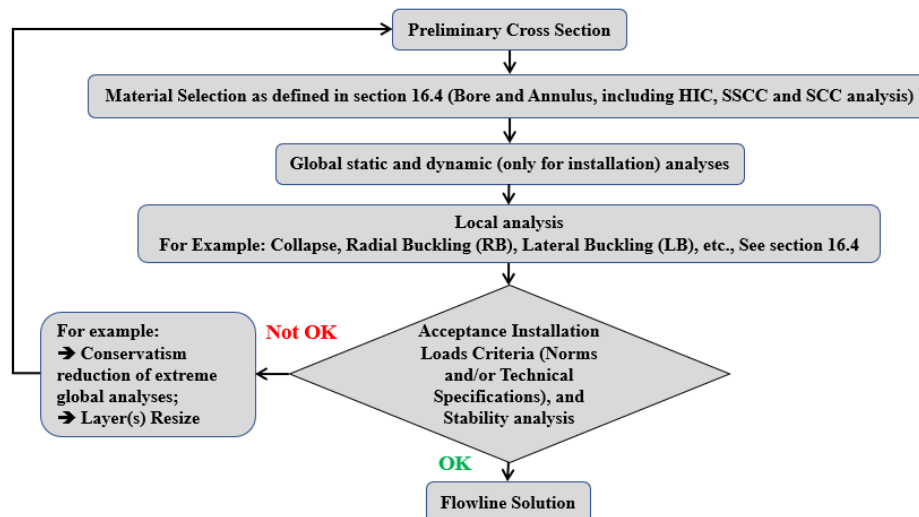 Preliminary Cross Section
Material Selection as defined in section 16.4 (Bore and Annulus, including HIC, SSCC and SCC analysis)
Global static and dynamic (only for installation) analyses
Local analysis
For Example: Collapse, Radial Buckling (RB), Lateral Buckling (LB), etc., See section 16.4
Acceptance Installation
Loads Criteria (Norms
and/or Technical
Specifications), and
Stability analysis
Not OK
For example:
➔ Conservatism
reduction of extreme
global analyses;
➔ Layer(s) Resize
OK
Flowline Solution